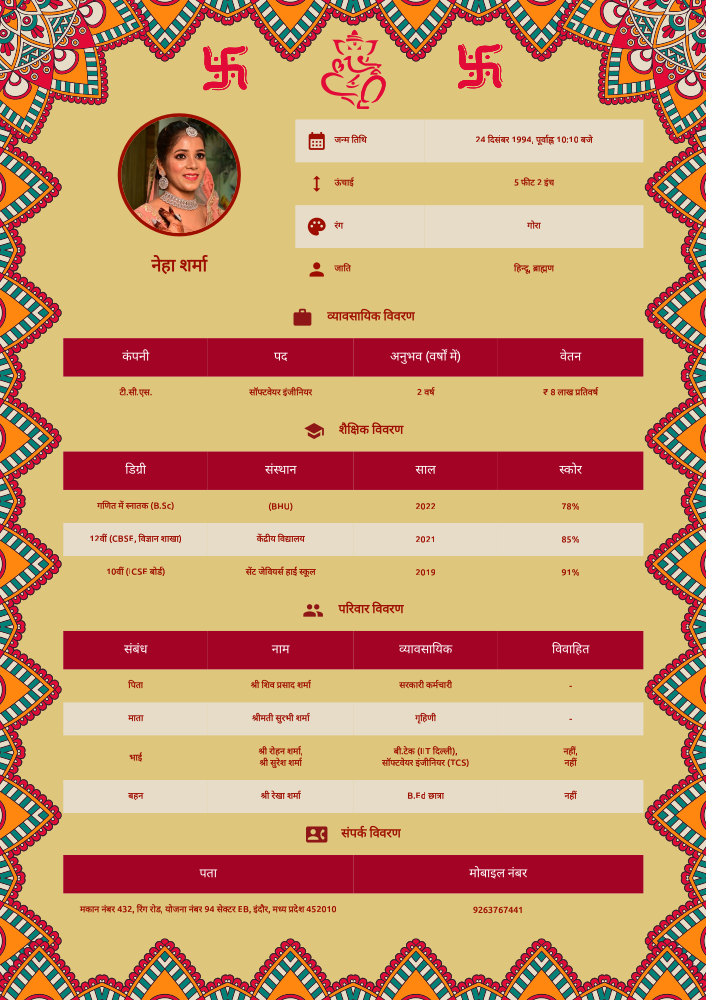 नेहा शर्मा
जन्म तिथि 24 दिसंबर 1994, पूर्वाह्न 10:10 बजे
ऊंचाई 5 फीट 2 इंच
रंग गोरा
जाति हिन्दू, ब्राह्मण
व्यावसायिक विवरण
कंपनी पद अनुभव (वर्षों में) वेतन
टी.सी.एस. सॉफ्टवेयर इंजीनियर 2 वर्ष ₹ 8 लाख प्रतिवर्ष
शैक्षिक विवरण
डिग्री संस्थान साल स्कोर
गणित में स्नातक (B.Sc) (BHU) 2022 78%
12वीं (CBSE, विज्ञान शाखा) केंद्रीय विद्यालय 2021 85%
10वीं (ICSE बोर्ड) सेंट जेवियर्स हाई स्कूल 2019 91%
परिवार विवरण
संबंध नाम व्यावसायिक विवाहित
पिता श्री शिव प्रसाद शर्मा सरकारी कर्मचारी -
माता श्रीमती सुरभी शर्मा गृहिणी -
भाई श्री रोहन शर्मा, बी.टेक (IIT दिल्ली), नहीं,
श्री सुरेश शर्मा सॉफ्टवेयर इंजीनियर (TCS) नहीं
बहन श्री रेखा शर्मा B.Ed छात्रा नहीं
संपर्क विवरण
पता मोबाइल नंबर
मकान नंबर 432, रिंग रोड, योजना नंबर 94 सेक्टर EB, इंदौर, मध्य प्रदेश 452010 9263767441